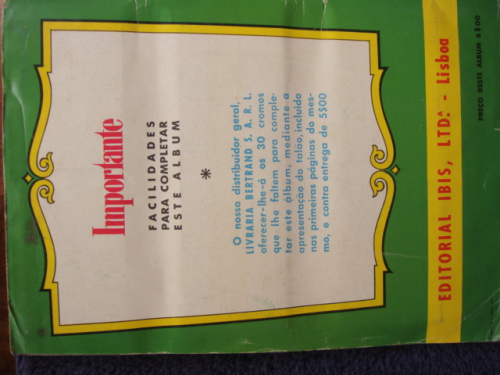 Importante
FACILIDADES
PARA COMPLETAR
ESTE ALBUM
*
O nosso distribuidor geral,
LIVRARIA BERTRAND S. A. R. L.
oferecer-lhe-á os 30 cromos
que lhe faltem para comple-
tar este álbum, mediante a
apresentação do talão, incluído
nas primeiras páginas do mes-
mo, e contra entrega de 5$00
EDITORIAL IBIS, LTD.ª - Lisboa
PREÇO DESTE ALBUM 6$00